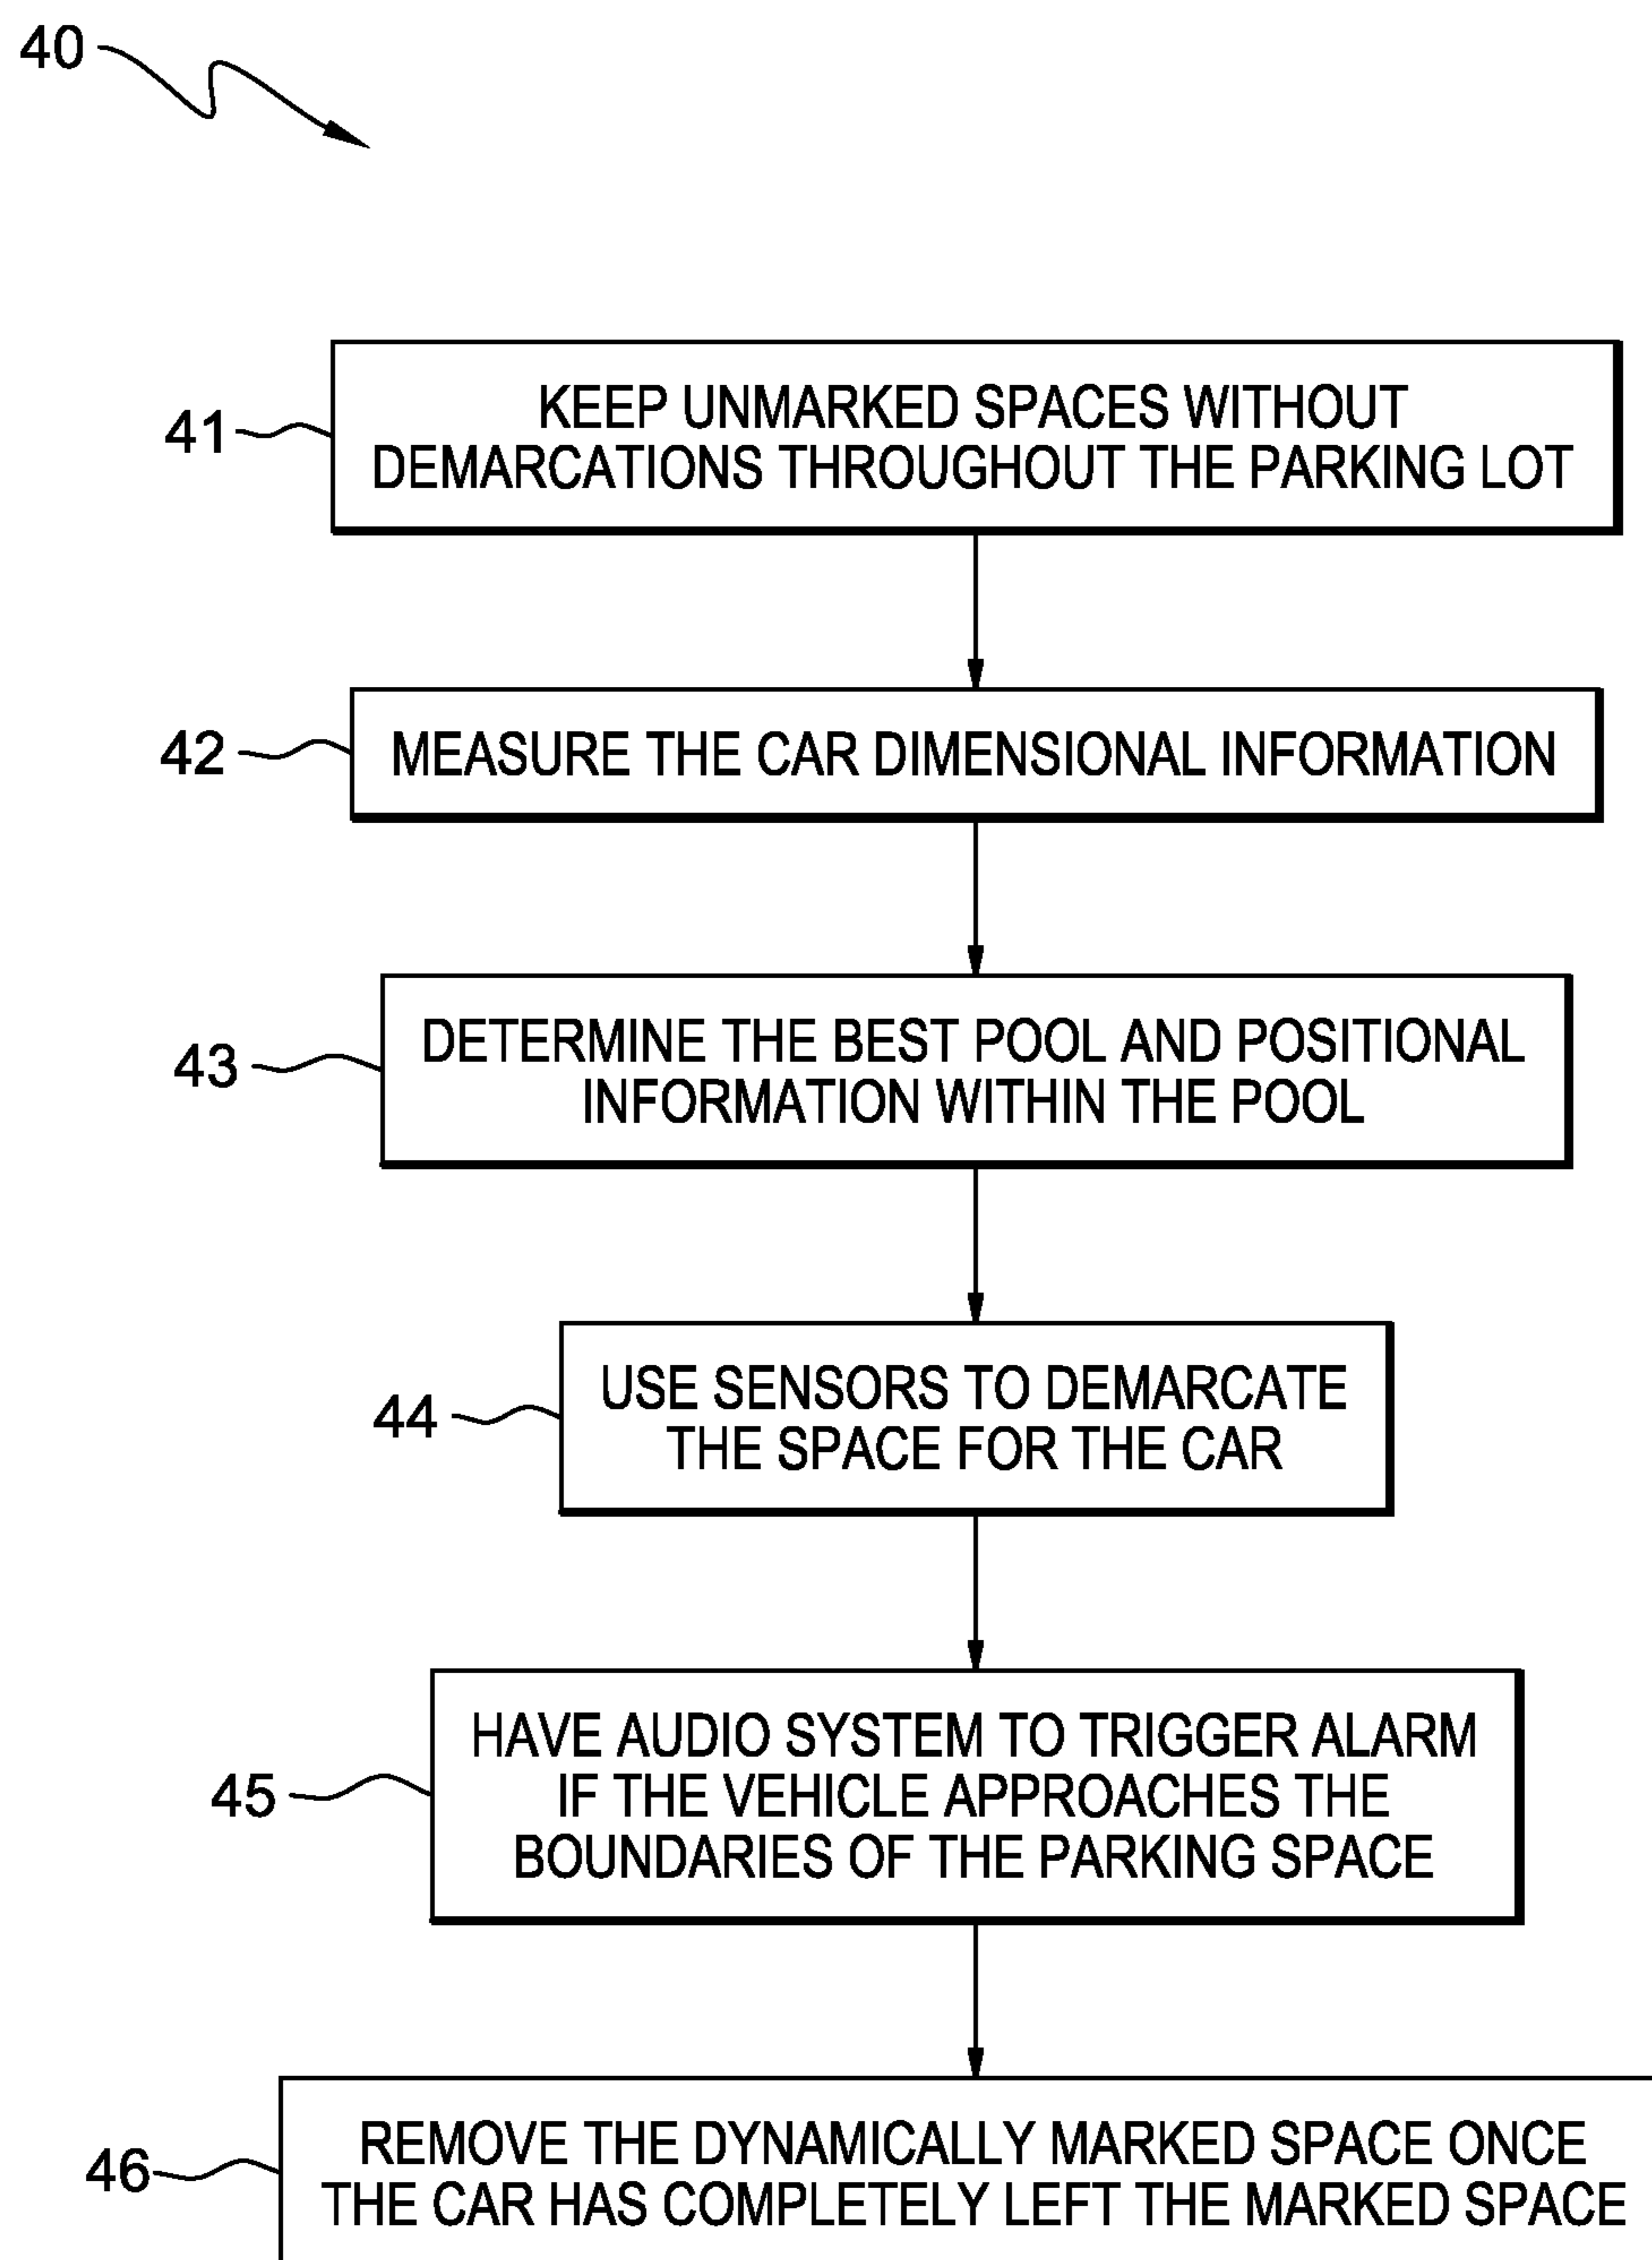 40
41
KEEP UNMARKED SPACES WITHOUT
DEMARCATIONS THROUGHOUT THE PARKING LOT
42
MEASURE THE CAR DIMENSIONAL INFORMATION
43
DETERMINE THE BEST POOL AND POSITIONAL
INFORMATION WITHIN THE POOL
44
USE SENSORS TO DEMARCATE
THE SPACE FOR THE CAR
45
HAVE AUDIO SYSTEM TO TRIGGER ALARM
IF THE VEHICLE APPROACHES THE
BOUNDARIES OF THE PARKING SPACE
46
REMOVE THE DYNAMICALLY MARKED SPACE ONCE
THE CAR HAS COMPLETELY LEFT THE MARKED SPACE